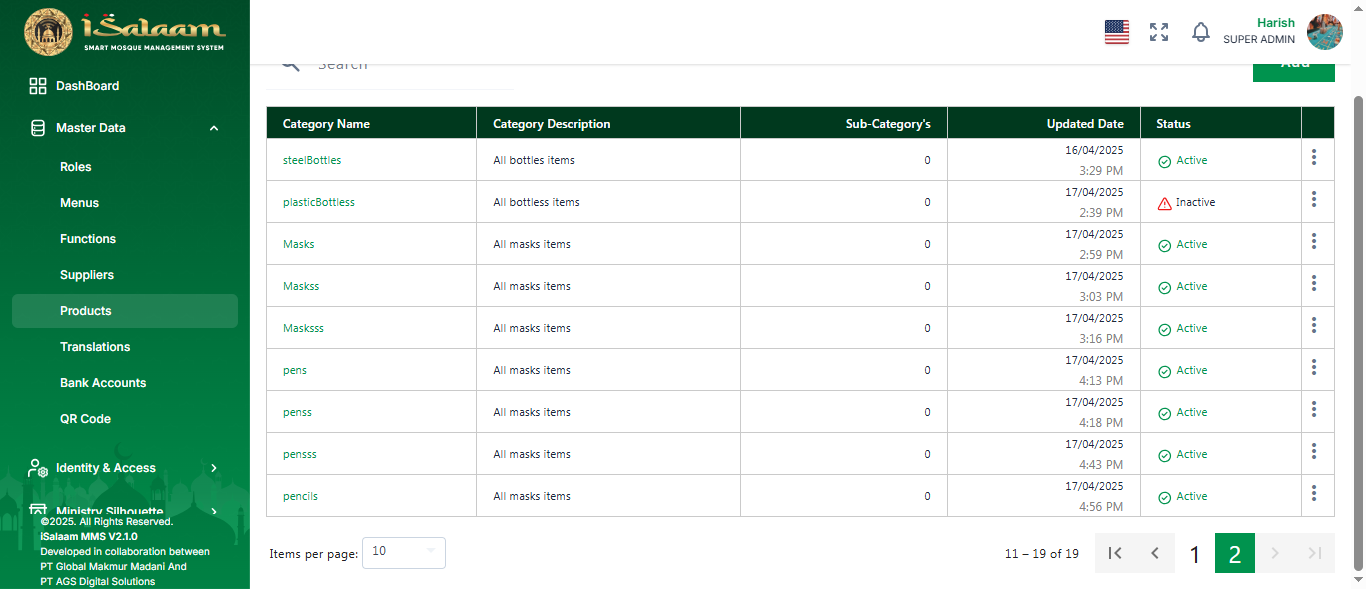 iSalaam
SMART MOSQUE MANAGEMENT SYSTEM
Harish
SUPER ADMIN
DashBoard
Master Data
Roles
Menus
Functions
Suppliers
Products
Translations
Bank Accounts
QR Code
Identity & Access
Ministry Silhouette
©2025. All Rights Reserved.
iSalaam MMS V2.1.0
Developed in collaboration between
PT Global Makmur Madani And
PT AGS Digital Solutions
Search
Add
Category Name Category Description Sub-Category's Updated Date Status
steelBottles All bottles items 0 16/04/2025 3:29 PM Active
plasticBottless All bottless items 0 17/04/2025 2:39 PM Inactive
Masks All masks items 0 17/04/2025 2:59 PM Active
Maskss All masks items 0 17/04/2025 3:03 PM Active
Masksss All masks items 0 17/04/2025 3:16 PM Active
pens All masks items 0 17/04/2025 4:13 PM Active
penss All masks items 0 17/04/2025 4:18 PM Active
pensss All masks items 0 17/04/2025 4:43 PM Active
pencils All masks items 0 17/04/2025 4:56 PM Active
Items per page: 10 11 – 19 of 19 1 2